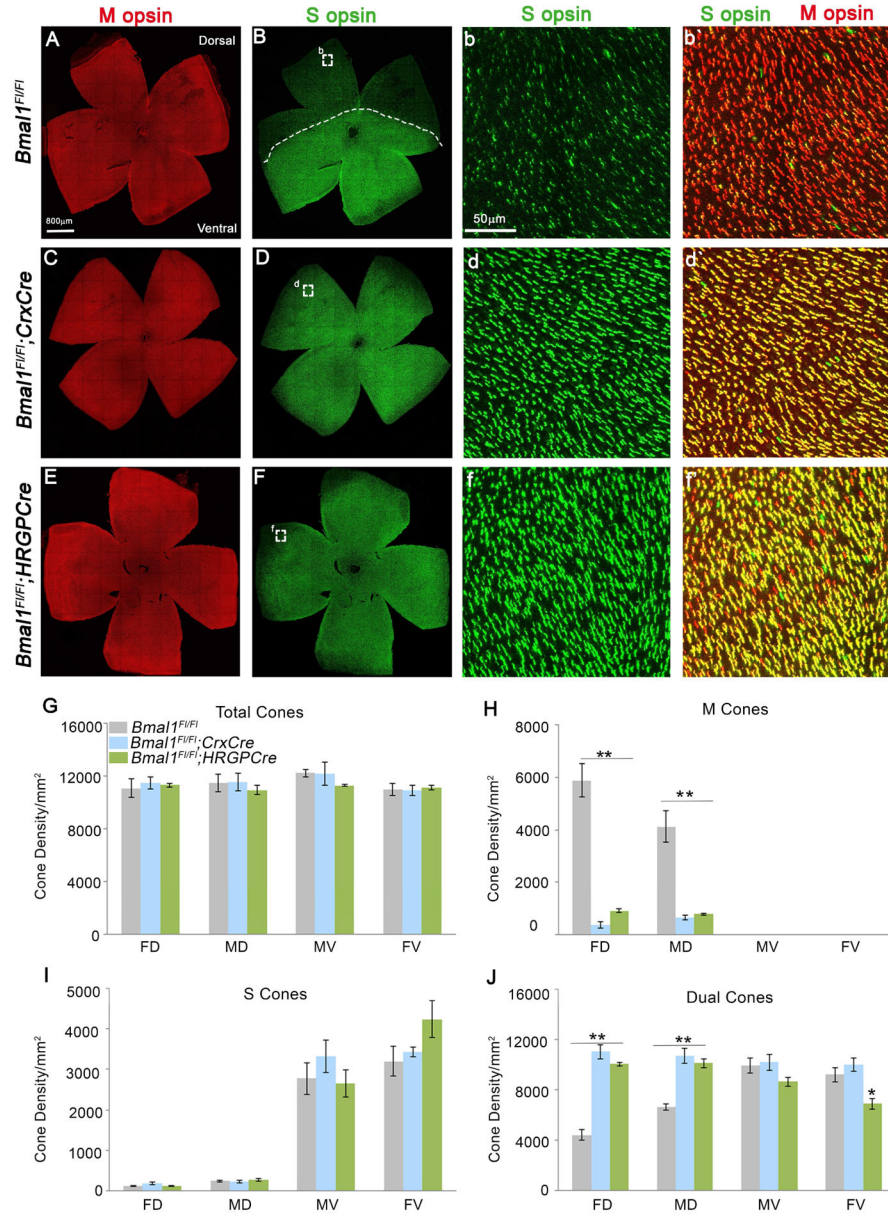 M opsin S opsin S opsin S opsin M opsin
Bmal1Fl/Fl
A Dorsal
Ventral
800μm
B b
b
50μm
b'
Bmal1Fl/Fl;CrxCre
C
D d
d
d'
Bmal1Fl/Fl;HRGPCre
E
F f
f
f'
G Total Cones
Bmal1Fl/Fl
Bmal1Fl/Fl;CrxCre
Bmal1Fl/Fl;HRGPCre
Cone Density/mm2
16000
12000
8000
4000
0
FD MD MV FV
H M Cones
Cone Density/mm2
8000
6000
4000
2000
0
** **
FD MD MV FV
I S Cones
Cone Density/mm2
5000
4000
3000
2000
1000
0
FD MD MV FV
J Dual Cones
Cone Density/mm2
16000
12000
8000
4000
0
** ** *
FD MD MV FV